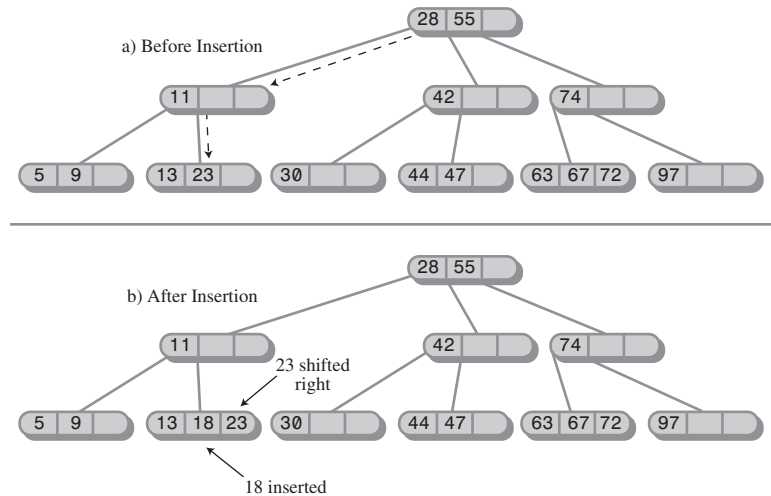 28 55
a) Before Insertion
11
42
74
5 9
13 23
30
44 47
63 67 72
97
28 55
b) After Insertion
11
42
74
23 shifted
right
5 9
13 18 23
30
44 47
63 67 72
97
18 inserted